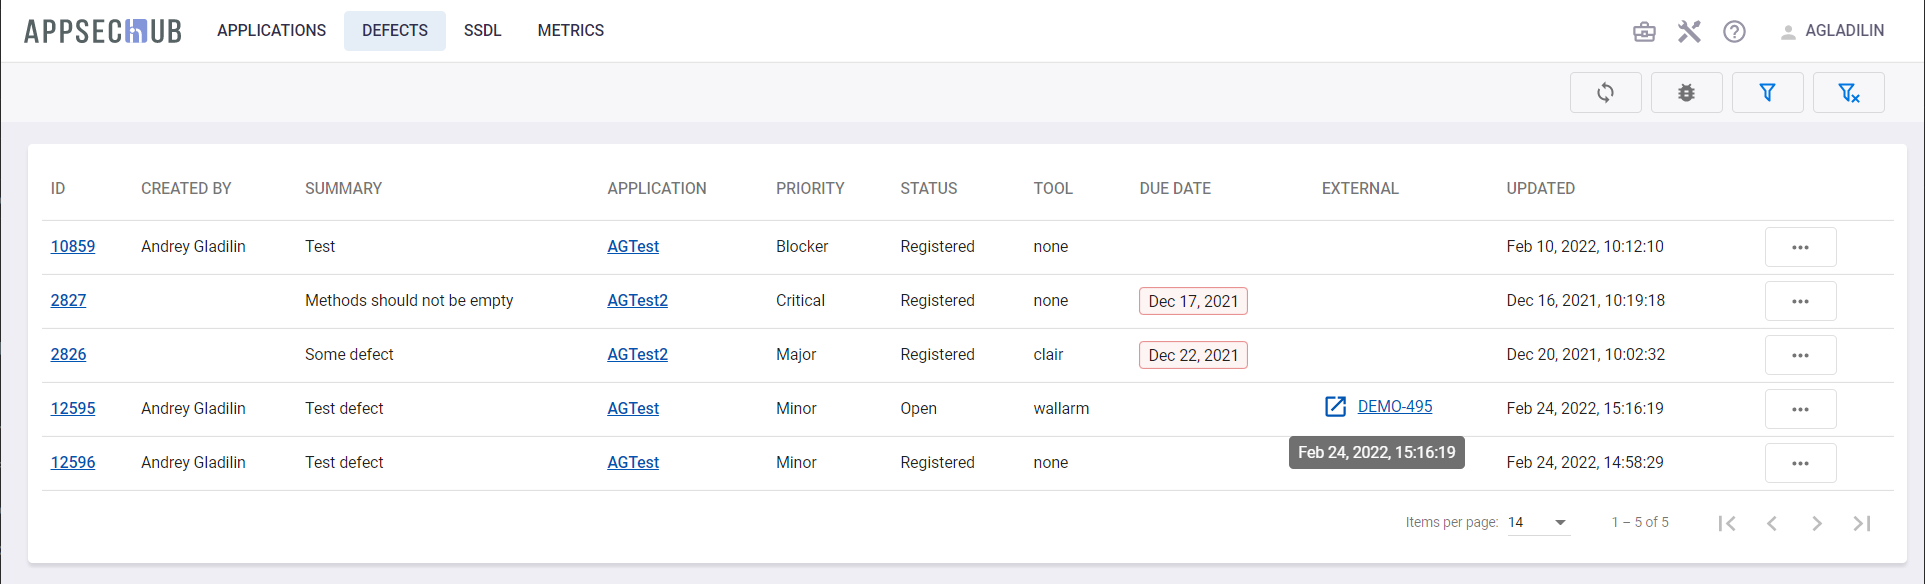 APPSECHUB APPLICATIONS DEFECTS SSDL METRICS AGLADILIN
ID CREATED BY SUMMARY APPLICATION PRIORITY STATUS TOOL DUE DATE EXTERNAL UPDATED
10859 Andrey Gladilin Test AGTest Blocker Registered none Feb 10, 2022, 10:12:10
2827 Methods should not be empty AGTest2 Critical Registered none Dec 17, 2021 Dec 16, 2021, 10:19:18
2826 Some defect AGTest2 Major Registered clair Dec 22, 2021 Dec 20, 2021, 10:02:32
12595 Andrey Gladilin Test defect AGTest Minor Open wallarm DEMO-495 Feb 24, 2022, 15:16:19
Feb 24, 2022, 15:16:19
12596 Andrey Gladilin Test defect AGTest Minor Registered none Feb 24, 2022, 14:58:29
Items per page: 14 1 – 5 of 5